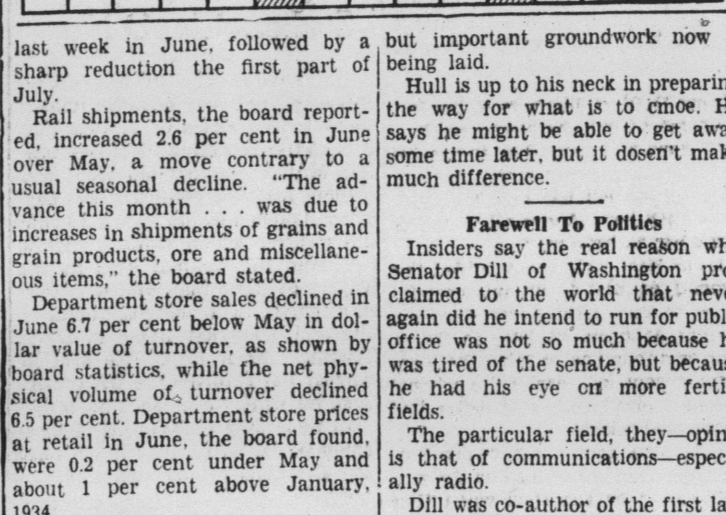 last week in June, followed by a
sharp reduction the first part of
July.
Rail shipments, the board report-
ed, increased 2.6 per cent in June
over May, a move contrary to a
usual seasonal decline. "The ad-
vance this month . . . was due to
increases in shipments of grains and
grain products, ore and miscellane-
ous items," the board stated.
Department store sales declined in
June 6.7 per cent below May in dol-
lar value of turnover, as shown by
board statistics, while the net phy-
sical volume of turnover declined
6.5 per cent. Department store prices
at retail in June, the board found,
were 0.2 per cent under May and
about 1 per cent above January,
1934
but important groundwork now
being laid.
Hull is up to his neck in preparin
the way for what is to cmoe. H
says he might be able to get awa
some time later, but it dosen't mak
much difference.
Farewell To Politics
Insiders say the real reason wh
Senator Dill of Washington pro
claimed to the world that neve
again did he intend to run for publ
office was not so much because h
was tired of the senate, but becaus
he had his eye on more ferti
fields.
The particular field, they—opin
is that of communications—espec
ally radio.
Dill was co-author of the first la